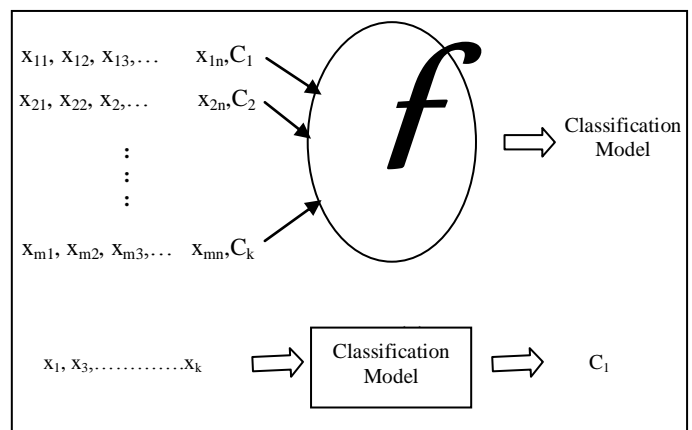 x₁₁, x₁₂, x₁₃,… x₁ₙ,C₁
x₂₁, x₂₂, x₂,… x₂ₙ,C₂
f
Classification
Model
xₘ₁, xₘ₂, xₘ₃,… xₘₙ,Cₖ
x₁, x₃,………….xₖ
Classification
Model
C₁